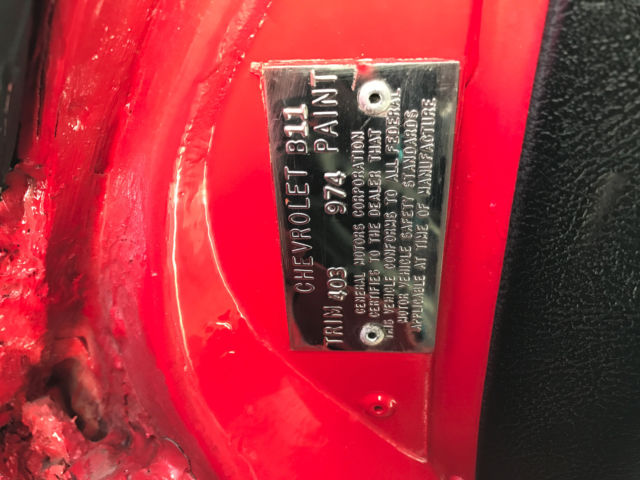 CHEVROLET B11
TRIM 403 974 PAINT
GENERAL MOTORS CORPORATION
CERTIFIES TO THE DEALER THAT
THIS VEHICLE CONFORMS TO ALL FEDERAL
MOTOR VEHICLE SAFETY STANDARDS
APPLICABLE AT TIME OF MANUFACTURE